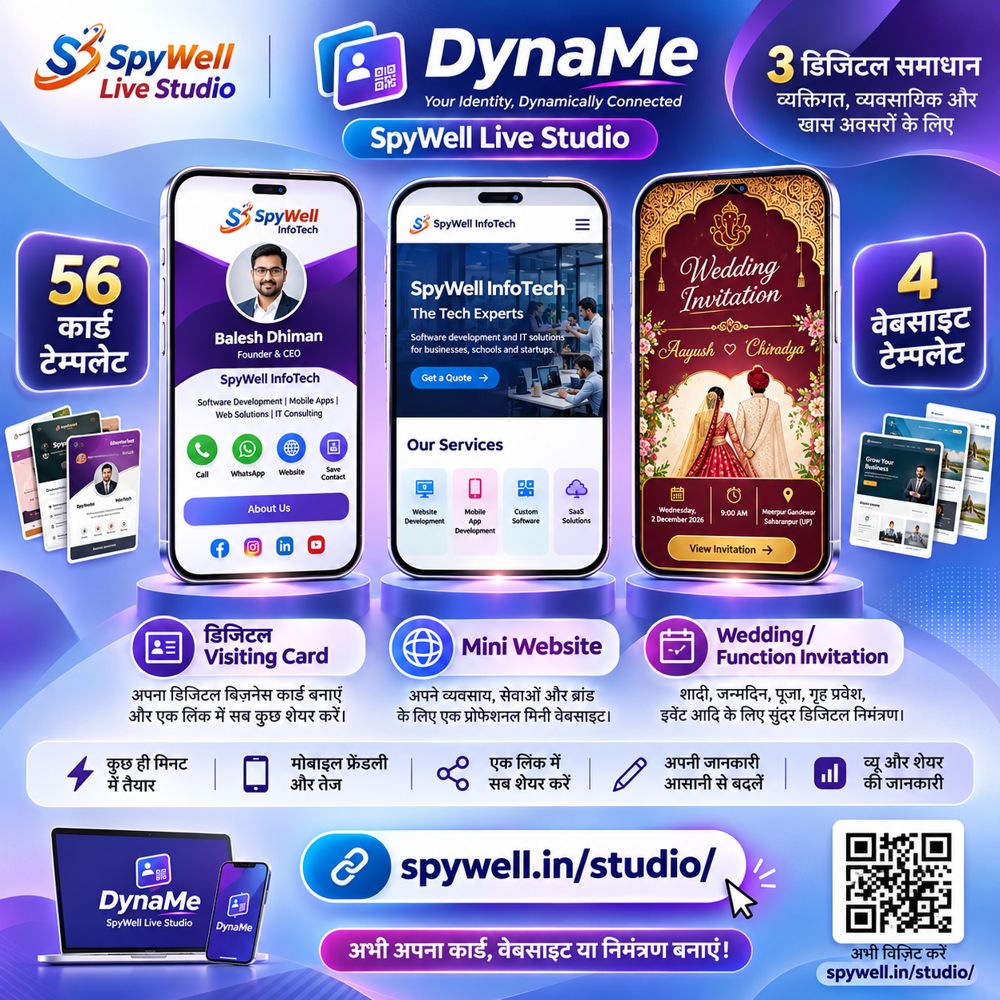 SpyWell
Live Studio
DynaMe
Your Identity, Dynamically Connected
SpyWell Live Studio
3 डिजिटल समाधान
व्यक्तिगत, व्यवसायिक और
खास अवसरों के लिए
56
कार्ड
टेम्पलेट
SpyWell
InfoTech
Balesh Dhiman
Founder & CEO
SpyWell InfoTech
Software Development | Mobile Apps |
Web Solutions | IT Consulting
Call
WhatsApp
Website
Save
Contact
About Us
SpyWell InfoTech
SpyWell InfoTech
The Tech Experts
Software development and IT solutions
for businesses, schools and startups.
Get a Quote →
Our Services
Website
Development
Mobile
App
Development
Custom
Software
SaaS
Solutions
Wedding
Invitation
Aayush ♡ Chiradya
Wednesday,
2 December 2026
9:00 AM
Meerpur Gandewar
Saharanpur (UP)
View Invitation →
4
वेबसाइट
टेम्पलेट
Grow Your
Business
डिजिटल
Visiting Card
अपना डिजिटल बिज़नेस कार्ड बनाएँ
और एक लिंक में सब कुछ शेयर करें।
Mini Website
अपने व्यवसाय, सेवाओं और ब्रांड
के लिए एक प्रोफेशनल मिनी वेबसाइट।
Wedding /
Function Invitation
शादी, जन्मदिन, पूजा, गृह प्रवेश,
इवेंट आदि के लिए सुंदर डिजिटल निमंत्रण।
कुछ ही मिनट
में तैयार
मोबाइल फ्रेंडली
और तेज
एक लिंक में
सब शेयर करें
अपनी जानकारी
आसानी से बदलें
व्यू और शेयर
की जानकारी
DynaMe
SpyWell Live Studio
DynaMe
spywell.in/studio/
अभी अपना कार्ड, वेबसाइट या निमंत्रण बनाएं!
अभी विज़िट करें
spywell.in/studio/